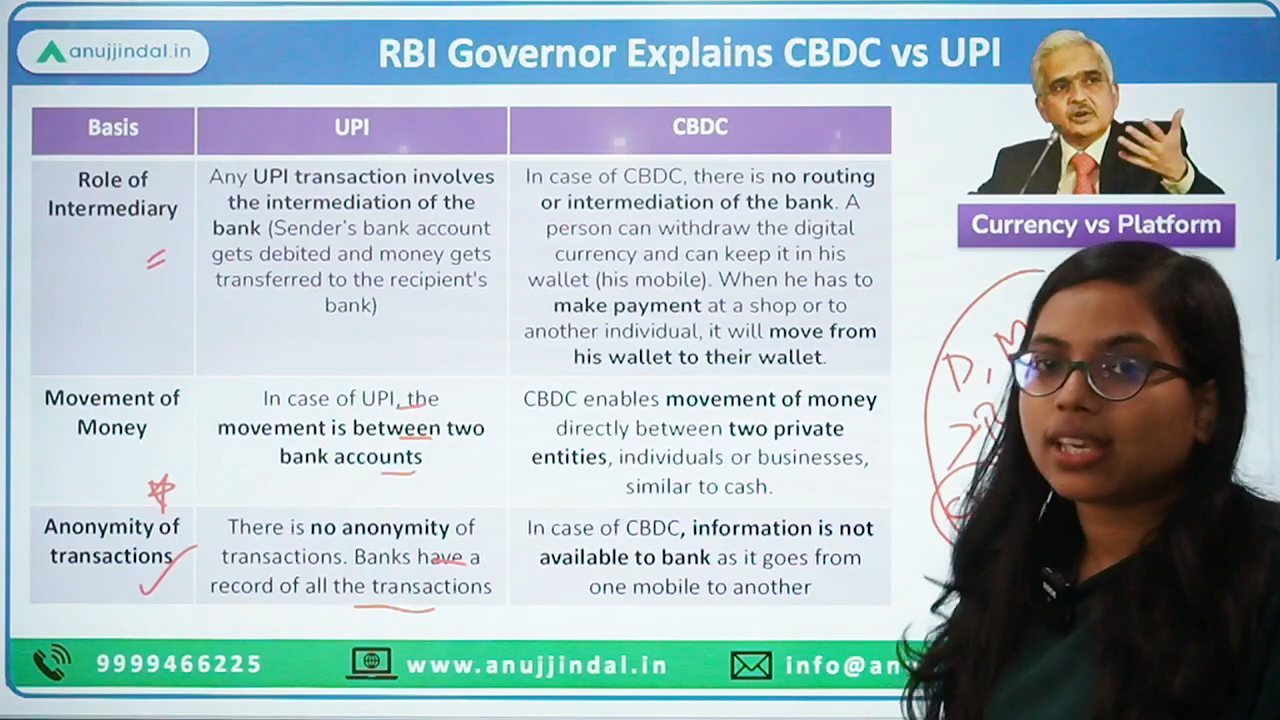 anujjindal.in
RBI Governor Explains CBDC vs UPI
Basis
UPI
CBDC
Role of
Intermediary
Any UPI transaction involves
the intermediation of the
bank (Sender's bank account
gets debited and money gets
transferred to the recipient's
bank)
In case of CBDC, there is no routing
or intermediation of the bank. A
person can withdraw the digital
currency and can keep it in his
wallet (his mobile). When he has to
make payment at a shop or to
another individual, it will move from
his wallet to their wallet.
Movement of
Money
In case of UPI, the
movement is between two
bank accounts
CBDC enables movement of money
directly between two private
entities, individuals or businesses,
similar to cash.
Anonymity of
transactions
There is no anonymity of
transactions. Banks have a
record of all the transactions
In case of CBDC, information is not
available to bank as it goes from
one mobile to another
Currency vs Platform
D, M
9999466225
www.anujjindal.in
info@an